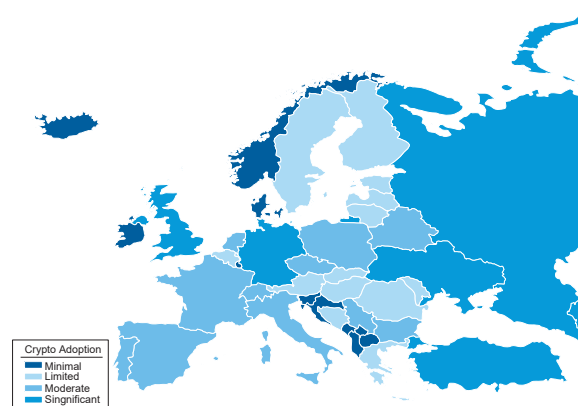 Crypto Adoption
Minimal
Limited
Moderate
Singnificant